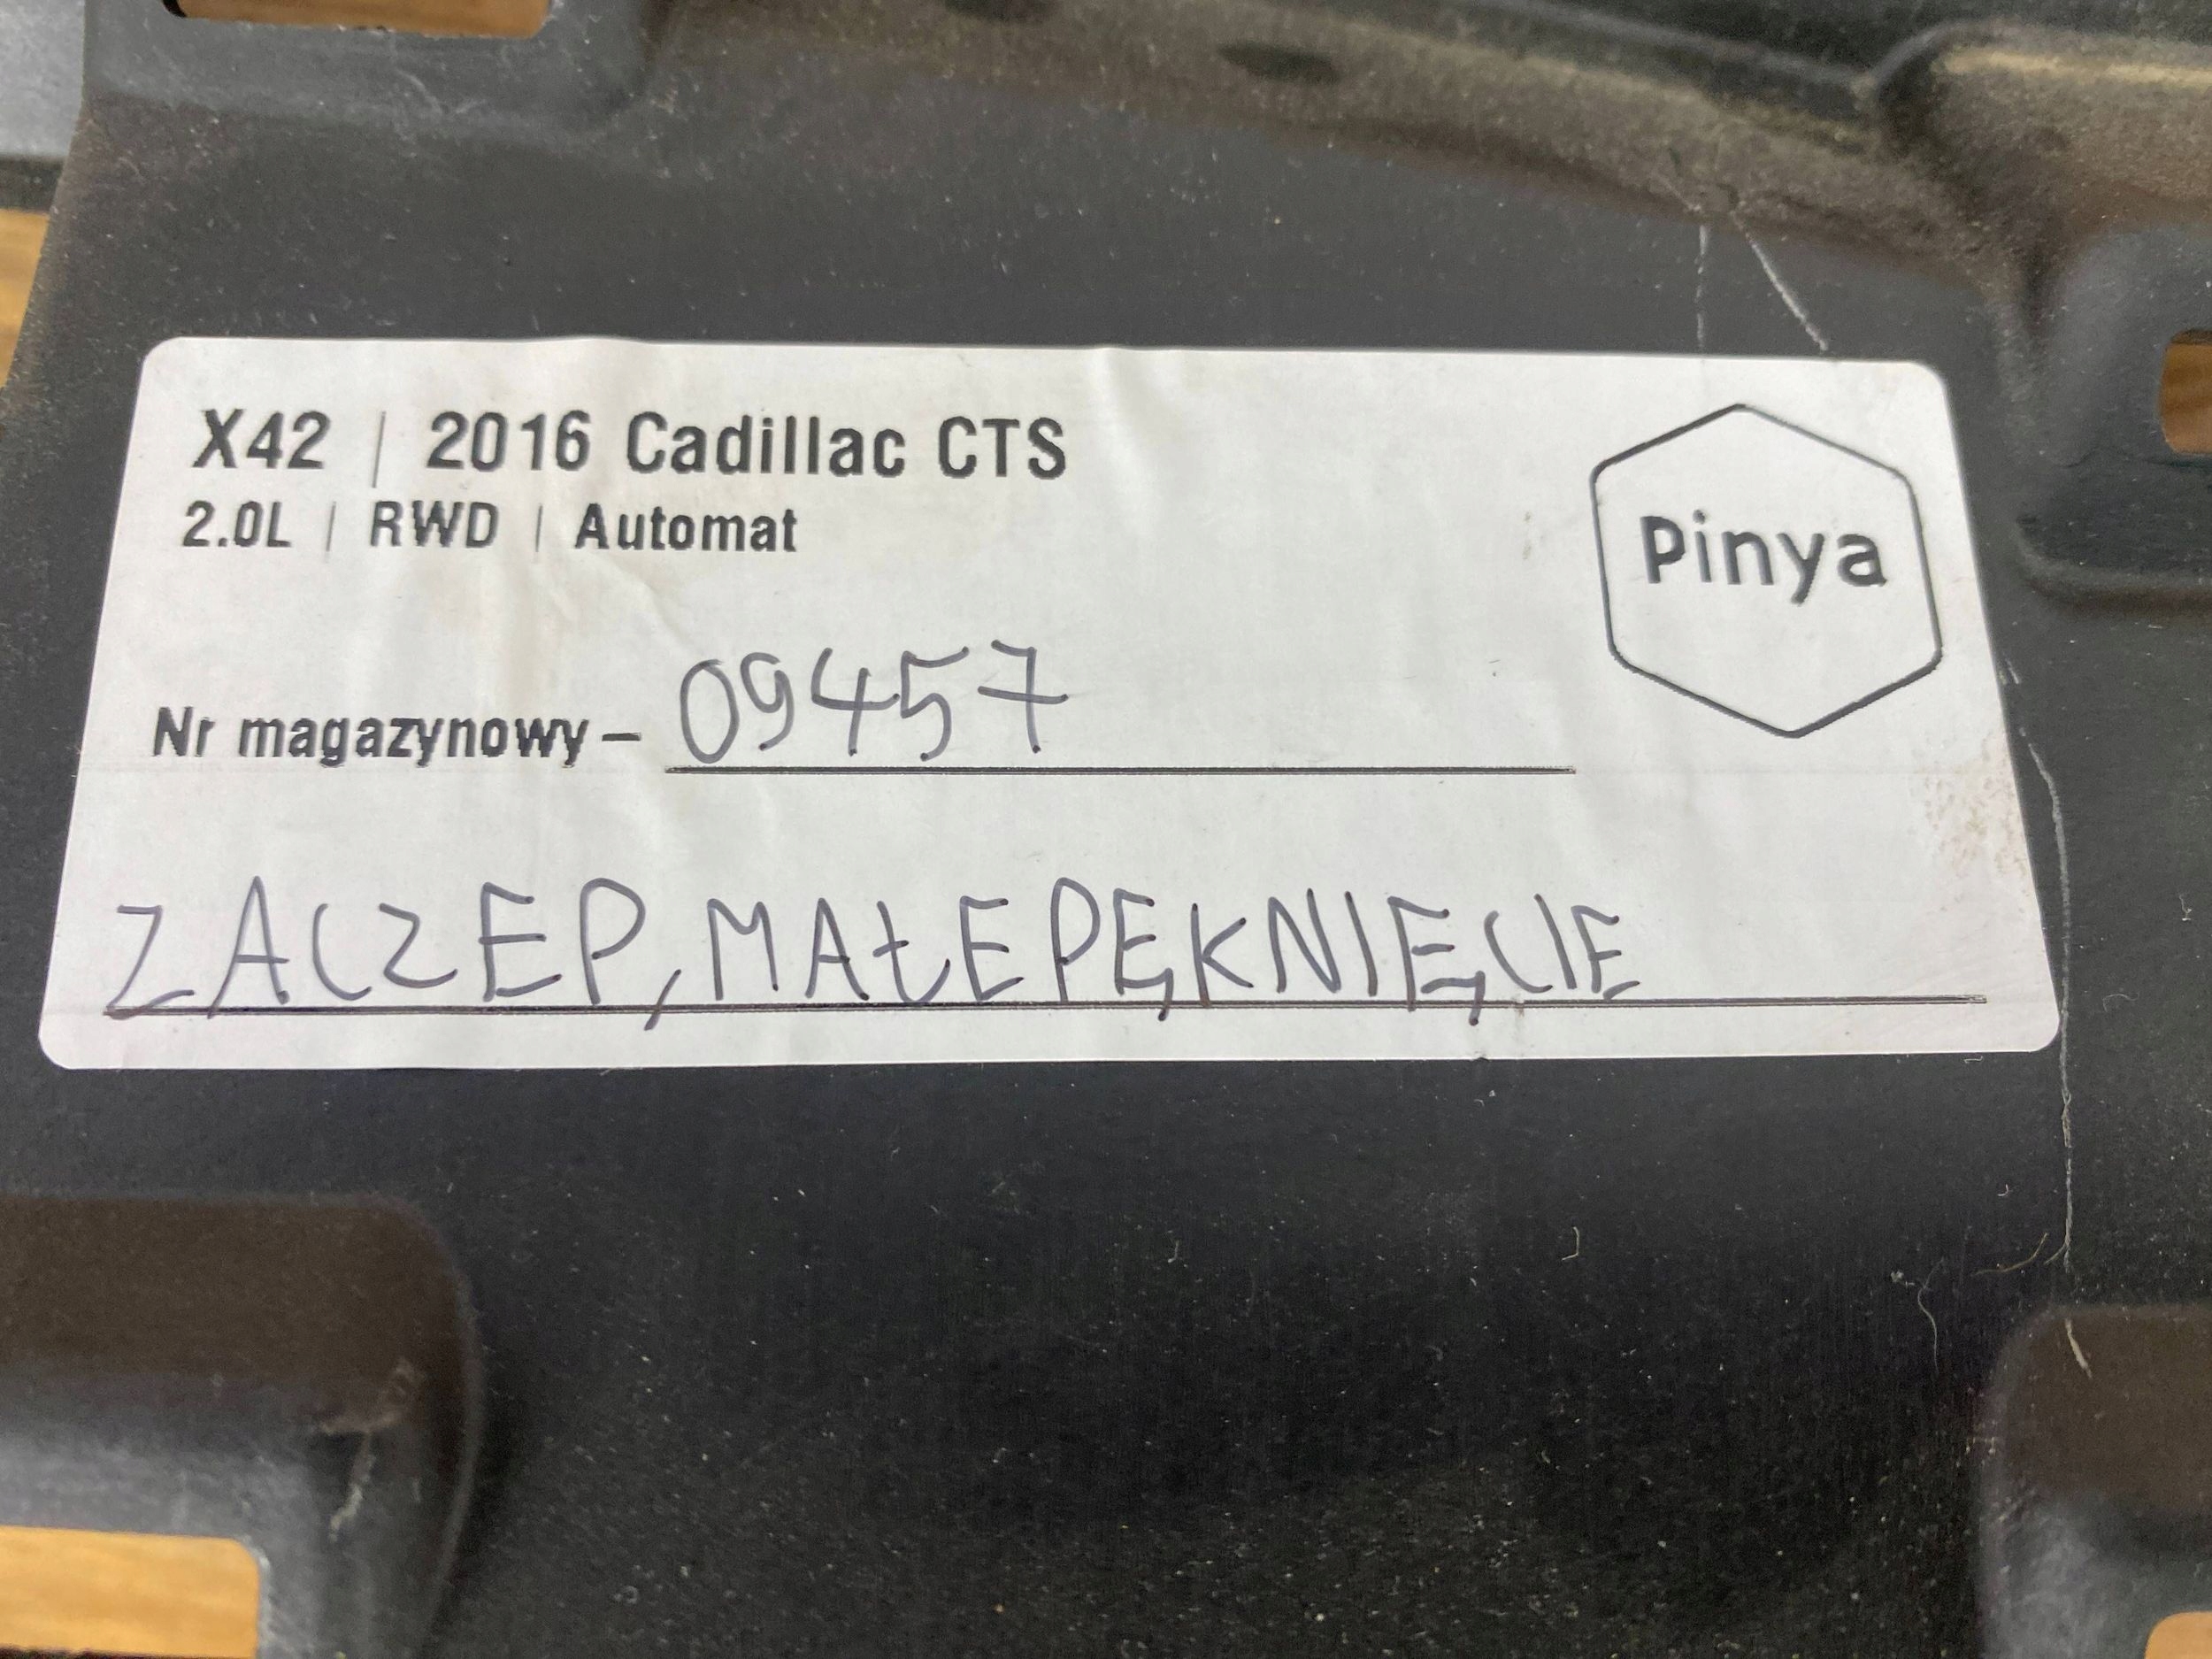 X42 | 2016 Cadillac CTS
2.0L | RWD | Automat
Pinya
Nr magazynowy – 09457
ZACZEP, MAŁE PĘKNIĘCIE